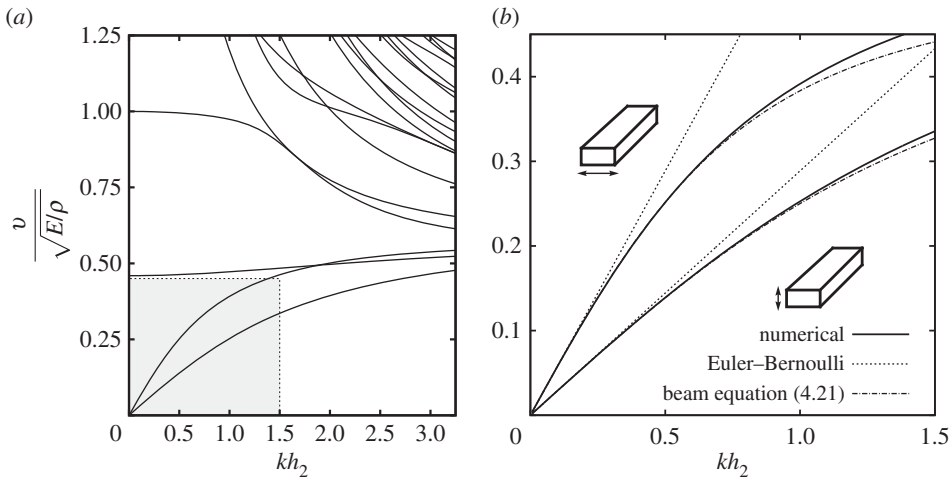 (a)
1.25
1.00
0.75
0.50
0.25
υ
√E/ρ
0
0.5
1.0
1.5
2.0
2.5
3.0
kh2
(b)
0.4
0.3
0.2
0.1
numerical
Euler–Bernoulli
beam equation (4.21)
0
0.5
1.0
1.5
kh2